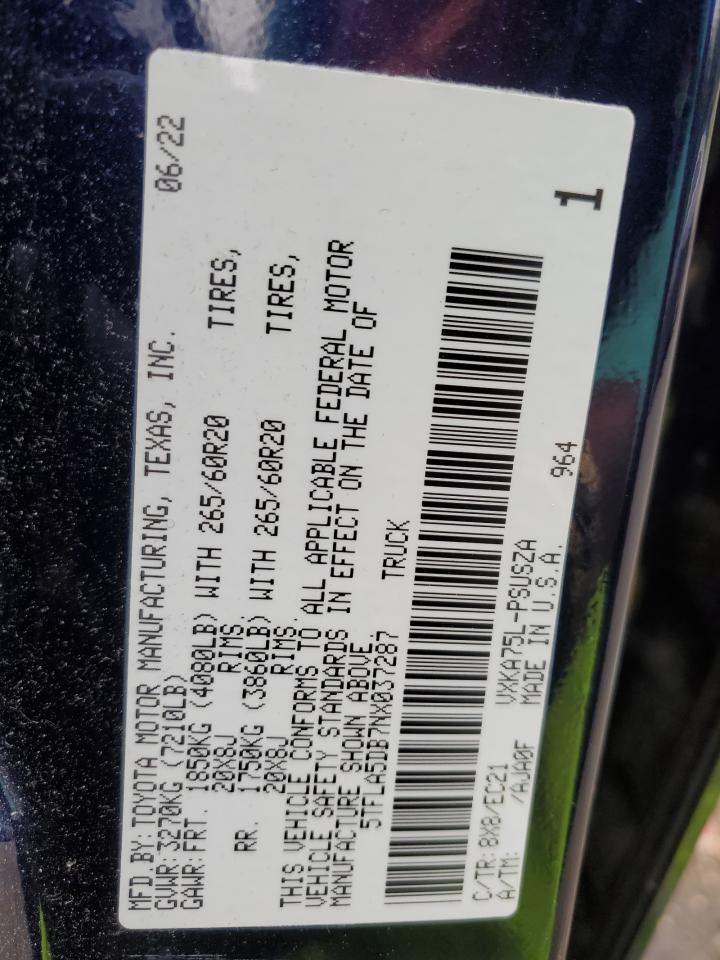 MFD.BY: TOYOTA MOTOR MANUFACTURING, TEXAS, INC. 06/22
GVWR: 3270KG (7210LB)
GAWR: FRT. 1850KG (4080LB) WITH 265/60R20 TIRES,
20X8J RIMS
RR. 1750KG (3860LB) WITH 265/60R20 TIRES,
20X8J RIMS.
THIS VEHICLE CONFORMS TO ALL APPLICABLE FEDERAL MOTOR
VEHICLE SAFETY STANDARDS IN EFFECT ON THE DATE OF
MANUFACTURE SHOWN ABOVE.
5TFLA5DB7NX037287 TRUCK
1
C/TR: 8X8/EC21 VXKA75L-PSUSZA 964
A/TM: /AJA0F MADE IN U.S.A.